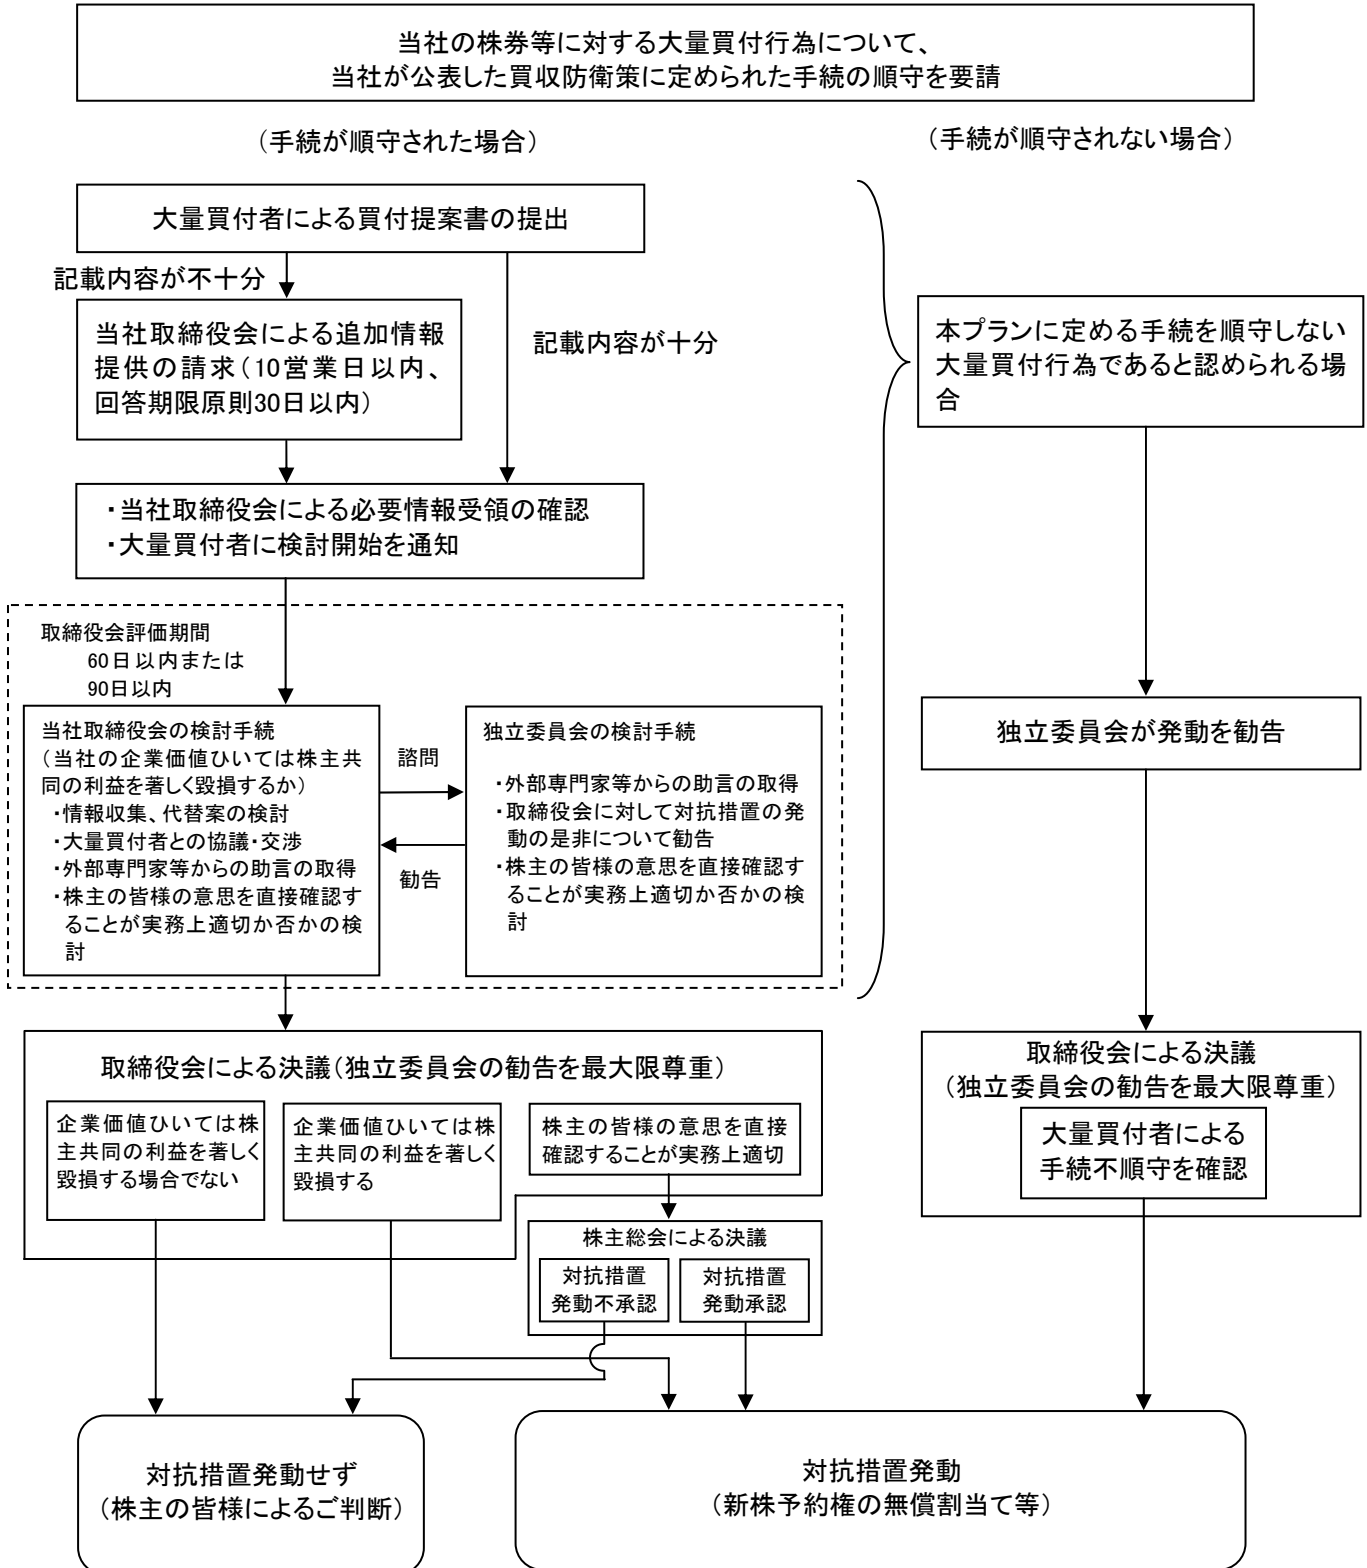 当社の株券等に対する大量買付行為について、
当社が公表した買収防衛策に定められた手続の順守を要請
（手続が順守された場合）
（手続が順守されない場合）
大量買付者による買付提案書の提出
記載内容が不十分
当社取締役会による追加情報
提供の請求（10営業日以内、
回答期限原則30日以内）
記載内容が十分
本プランに定める手続を順守しない
大量買付行為であると認められる場
合
・当社取締役会による必要情報受領の確認
・大量買付者に検討開始を通知
取締役会評価期間
60日以内または
90日以内
当社取締役会の検討手続
（当社の企業価値ひいては株主共
同の利益を著しく毀損するか）
・情報収集、代替案の検討
・大量買付者との協議・交渉
・外部専門家等からの助言の取得
・株主の皆様の意思を直接確認す
ることが実務上適切か否かの検
討
諮問
勧告
独立委員会の検討手続
・外部専門家等からの助言の取得
・取締役会に対して対抗措置の発
動の是非について勧告
・株主の皆様の意思を直接確認す
ることが実務上適切か否かの検
討
独立委員会が発動を勧告
取締役会による決議（独立委員会の勧告を最大限尊重）
企業価値ひいては株
主共同の利益を著しく
毀損する場合でない
企業価値ひいては株
主共同の利益を著しく
毀損する
株主の皆様の意思を直接
確認することが実務上適切
株主総会による決議
対抗措置
発動不承認
対抗措置
発動承認
取締役会による決議
（独立委員会の勧告を最大限尊重）
大量買付者による
手続不順守を確認
対抗措置発動せず
（株主の皆様によるご判断）
対抗措置発動
（新株予約権の無償割当て等）